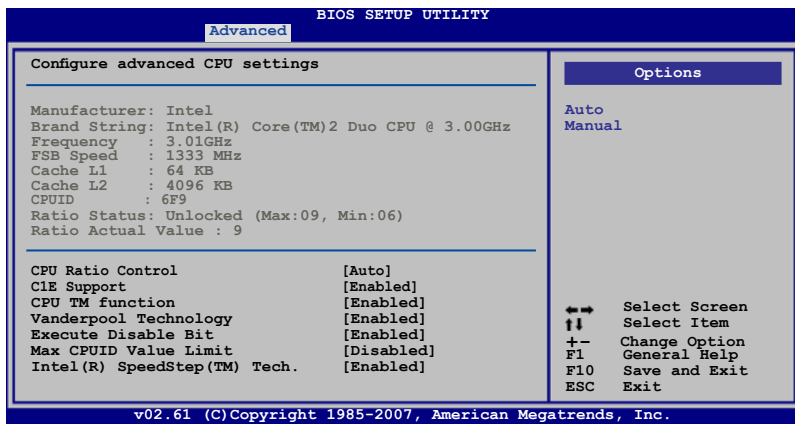 BIOS SETUP UTILITY
Advanced
Configure advanced CPU settings
Manufacturer: Intel
Brand String: Intel(R) Core(TM)2 Duo CPU @ 3.00GHz
Frequency : 3.01GHz
FSB Speed : 1333 MHz
Cache L1 : 64 KB
Cache L2 : 4096 KB
CPUID : 6F9
Ratio Status: Unlocked (Max:09, Min:06)
Ratio Actual Value : 9
CPU Ratio Control [Auto]
C1E Support [Enabled]
CPU TM function [Enabled]
Vanderpool Technology [Enabled]
Execute Disable Bit [Enabled]
Max CPUID Value Limit [Disabled]
Intel(R) SpeedStep(TM) Tech. [Enabled]
Options
Auto
Manual
←→ Select Screen
↑↓ Select Item
+- Change Option
F1 General Help
F10 Save and Exit
ESC Exit
v02.61 (C)Copyright 1985-2007, American Megatrends, Inc.